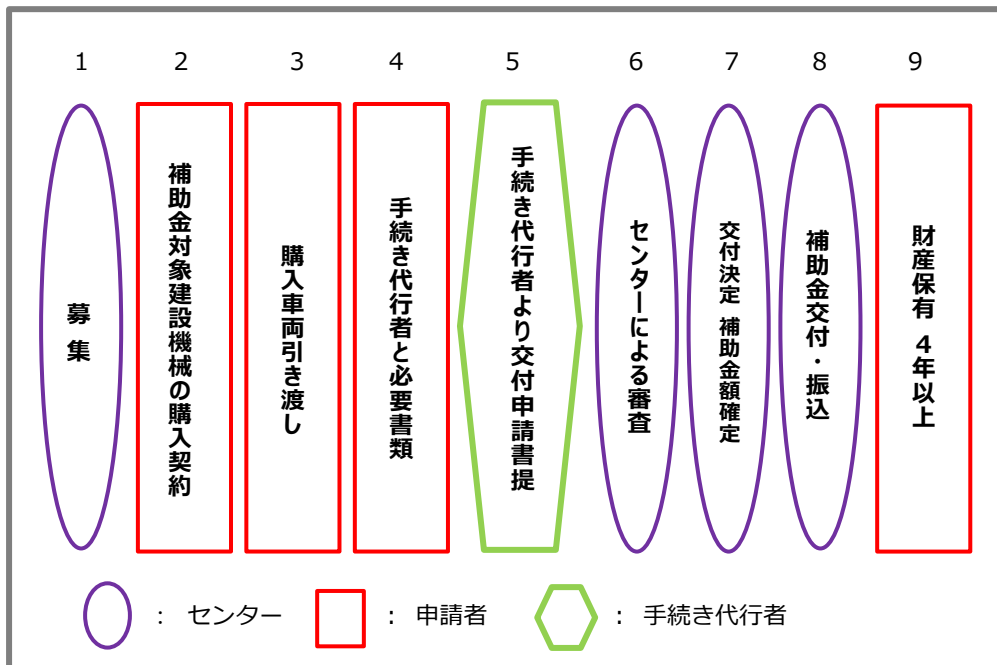 1
2
3
4
5
6
7
8
9
募集
補助金対象建設機械の購入契約
購入車両引き渡し
手続き代行者と必要書類
手続き代行者より交付申請書提
センターによる審査
交付決定 補助金額確定
補助金交付・振込
財産保有 4年以上
： センター
： 申請者
： 手続き代行者